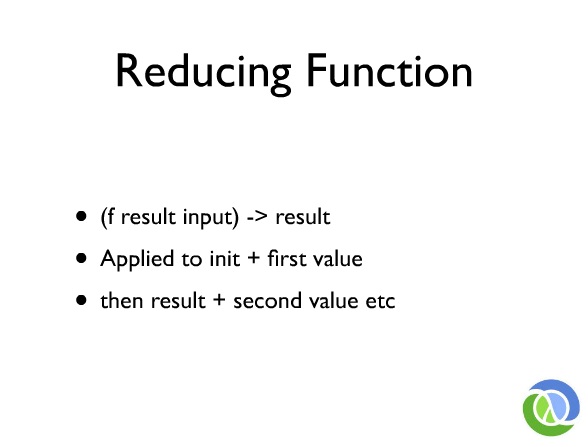 Reducing Function
• (f result input) -> result
• Applied to init + first value
• then result + second value etc